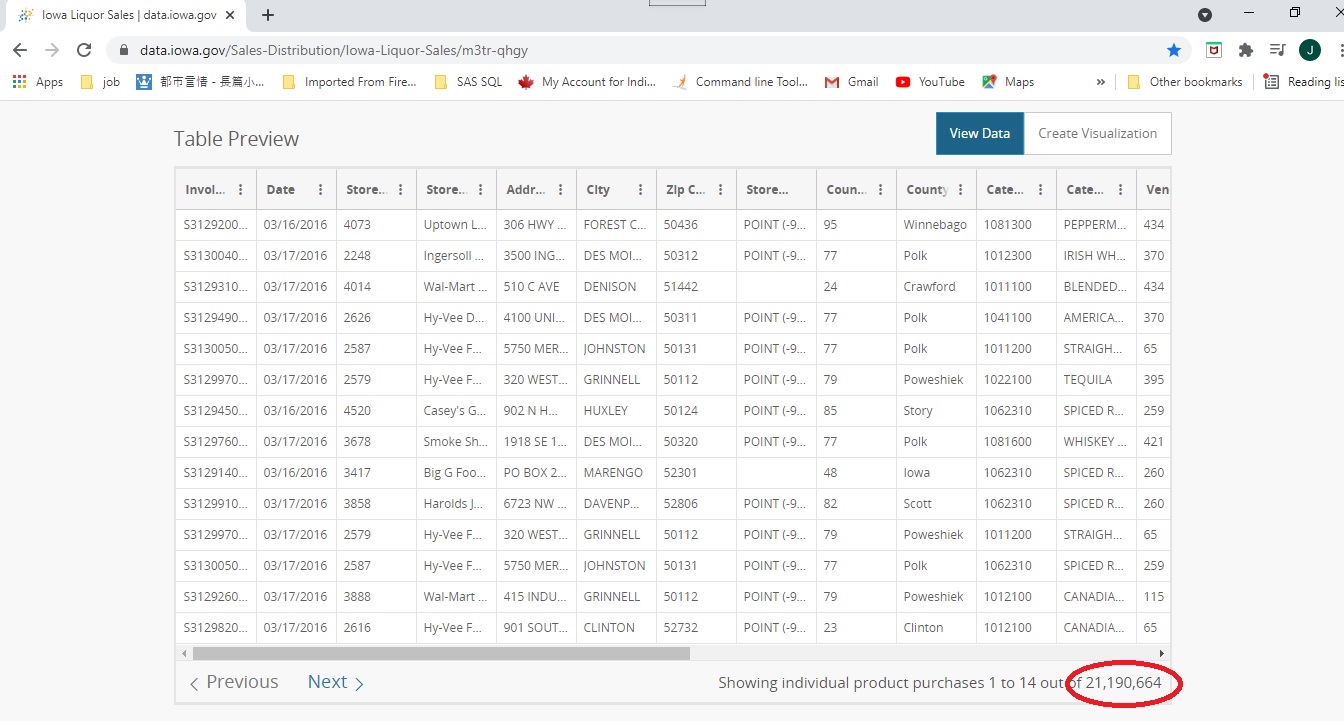 Iowa Liquor Sales | data.iowa.gov
data.iowa.gov/Sales-Distribution/Iowa-Liquor-Sales/m3tr-qhgy J
Apps job 都市言情 - 長篇小... Imported From Fire... SAS SQL My Account for Indi... Command line Tool... Gmail YouTube Maps » Other bookmarks Reading lis
Table Preview View Data Create Visualization
Invol... Date Store... Store... Addr... City Zip C... Store... Coun... County Cate... Cate... Ven
S3129200... 03/16/2016 4073 Uptown L... 306 HWY ... FOREST C... 50436 POINT (-9... 95 Winnebago 1081300 PEPPERM... 434
S3130040... 03/17/2016 2248 Ingersoll ... 3500 ING... DES MOI... 50312 POINT (-9... 77 Polk 1012300 IRISH WH... 370
S3129310... 03/17/2016 4014 Wal-Mart ... 510 C AVE DENISON 51442 24 Crawford 1011100 BLENDED... 434
S3129490... 03/17/2016 2626 Hy-Vee D... 4100 UNI... DES MOI... 50311 POINT (-9... 77 Polk 1041100 AMERICA... 370
S3130050... 03/17/2016 2587 Hy-Vee F... 5750 MER... JOHNSTON 50131 POINT (-9... 77 Polk 1011200 STRAIGH... 65
S3129970... 03/17/2016 2579 Hy-Vee F... 320 WEST... GRINNELL 50112 POINT (-9... 79 Poweshiek 1022100 TEQUILA 395
S3129450... 03/16/2016 4520 Casey's G... 902 N H... HUXLEY 50124 POINT (-9... 85 Story 1062310 SPICED R... 259
S3129760... 03/17/2016 3678 Smoke Sh... 1918 SE 1... DES MOI... 50320 POINT (-9... 77 Polk 1081600 WHISKEY ... 421
S3129140... 03/16/2016 3417 Big G Foo... PO BOX 2... MARENGO 52301 48 Iowa 1062310 SPICED R... 260
S3129910... 03/17/2016 3858 Harolds J... 6723 NW ... DAVENP... 52806 POINT (-9... 82 Scott 1062310 SPICED R... 260
S3129970... 03/17/2016 2579 Hy-Vee F... 320 WEST... GRINNELL 50112 POINT (-9... 79 Poweshiek 1011200 STRAIGH... 65
S3130050... 03/17/2016 2587 Hy-Vee F... 5750 MER... JOHNSTON 50131 POINT (-9... 77 Polk 1062310 SPICED R... 259
S3129260... 03/17/2016 3888 Wal-Mart ... 415 INDU... GRINNELL 50112 POINT (-9... 79 Poweshiek 1012100 CANADIA... 115
S3129820... 03/17/2016 2616 Hy-Vee F... 901 SOUT... CLINTON 52732 POINT (-9... 23 Clinton 1012100 CANADIA... 65
Previous Next Showing individual product purchases 1 to 14 out of 21,190,664